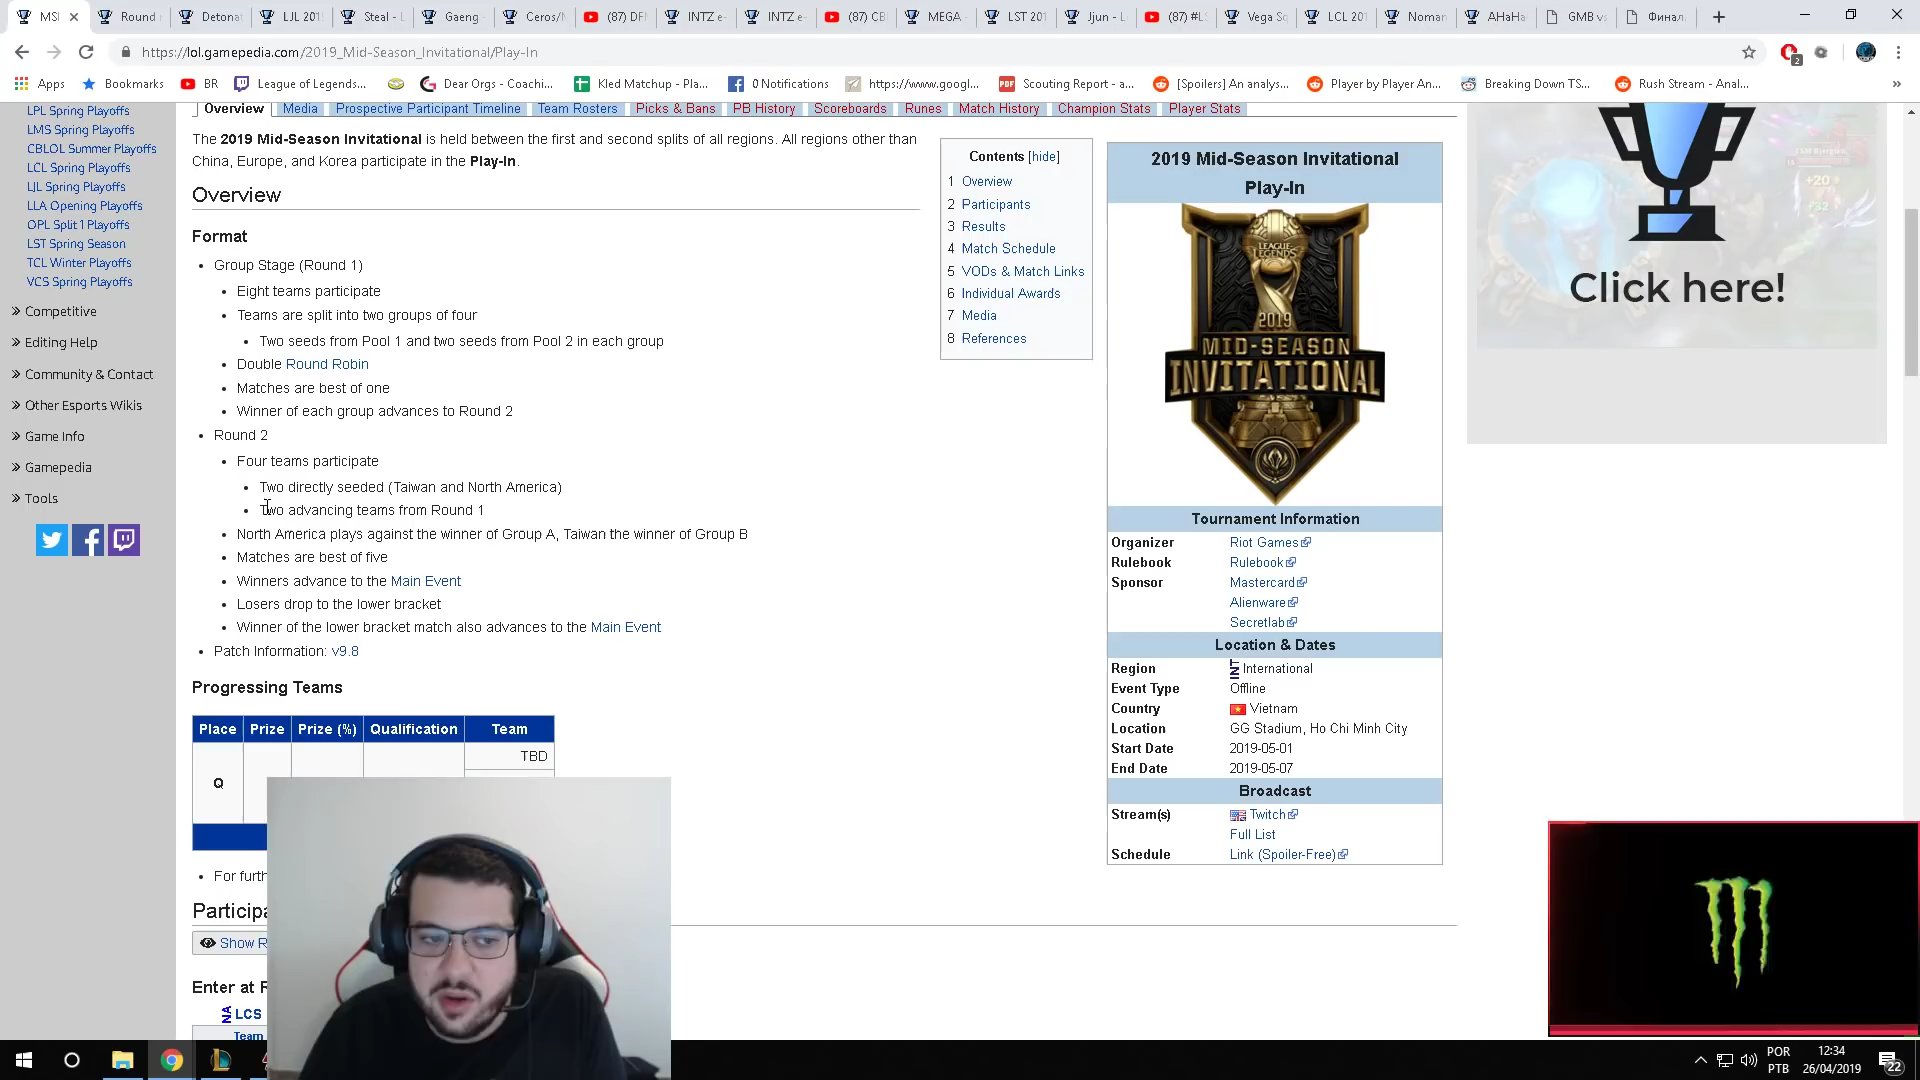 MSI
Round
Detona
LJL 201
Steal - L
Gaeng
Ceros/N
(87) DFI
INTZ e-
INTZ e-
(87) CB
MEGA
LST 201
Jjun - L
(87) #LS
Vega Sq
LCL 201
Noman
AHaHa
GMB vs
Финал
https://lol.gamepedia.com/2019_Mid-Season_Invitational/Play-In
2
Apps
Bookmarks
BR
League of Legends...
Dear Orgs - Coachi...
Kled Matchup - Pla...
0 Notifications
https://www.googl...
Scouting Report - a...
[Spoilers] An analys...
Player by Player An...
Breaking Down TS...
Rush Stream - Anal...
»
LPL Spring Playoffs
LMS Spring Playoffs
CBLOL Summer Playoffs
LCL Spring Playoffs
LJL Spring Playoffs
LLA Opening Playoffs
OPL Split 1 Playoffs
LST Spring Season
TCL Winter Playoffs
VCS Spring Playoffs
» Competitive
» Editing Help
» Community & Contact
» Other Esports Wikis
» Game Info
» Gamepedia
» Tools
Overview
Media
Prospective Participant Timeline
Team Rosters
Picks & Bans
PB History
Scoreboards
Runes
Match History
Champion Stats
Player Stats
The 2019 Mid-Season Invitational is held between the first and second splits of all regions. All regions other than
China, Europe, and Korea participate in the Play-In.
Overview
Format
• Group Stage (Round 1)
• Eight teams participate
• Teams are split into two groups of four
• Two seeds from Pool 1 and two seeds from Pool 2 in each group
• Double Round Robin
• Matches are best of one
• Winner of each group advances to Round 2
• Round 2
• Four teams participate
• Two directly seeded (Taiwan and North America)
• Two advancing teams from Round 1
• North America plays against the winner of Group A, Taiwan the winner of Group B
• Matches are best of five
• Winners advance to the Main Event
• Losers drop to the lower bracket
• Winner of the lower bracket match also advances to the Main Event
• Patch Information: v9.8
Progressing Teams
Place Prize Prize (%) Qualification Team
TBD
Q
• For furth
Participa
Show R
Enter at R
NA LCS
Team
Contents [hide]
1 Overview
2 Participants
3 Results
4 Match Schedule
5 VODs & Match Links
6 Individual Awards
7 Media
8 References
2019 Mid-Season Invitational
Play-In
LEAGUE
LEGENDS
2019
MID-SEASON
INVITATIONAL
Tournament Information
Organizer Riot Games
Rulebook Rulebook
Sponsor Mastercard
Alienware
Secretlab
Location & Dates
Region INT International
Event Type Offline
Country Vietnam
Location GG Stadium, Ho Chi Minh City
Start Date 2019-05-01
End Date 2019-05-07
Broadcast
Stream(s) Twitch
Full List
Schedule Link (Spoiler-Free)
+20
+32
Click here!
POR
PTB
12:34
26/04/2019
22